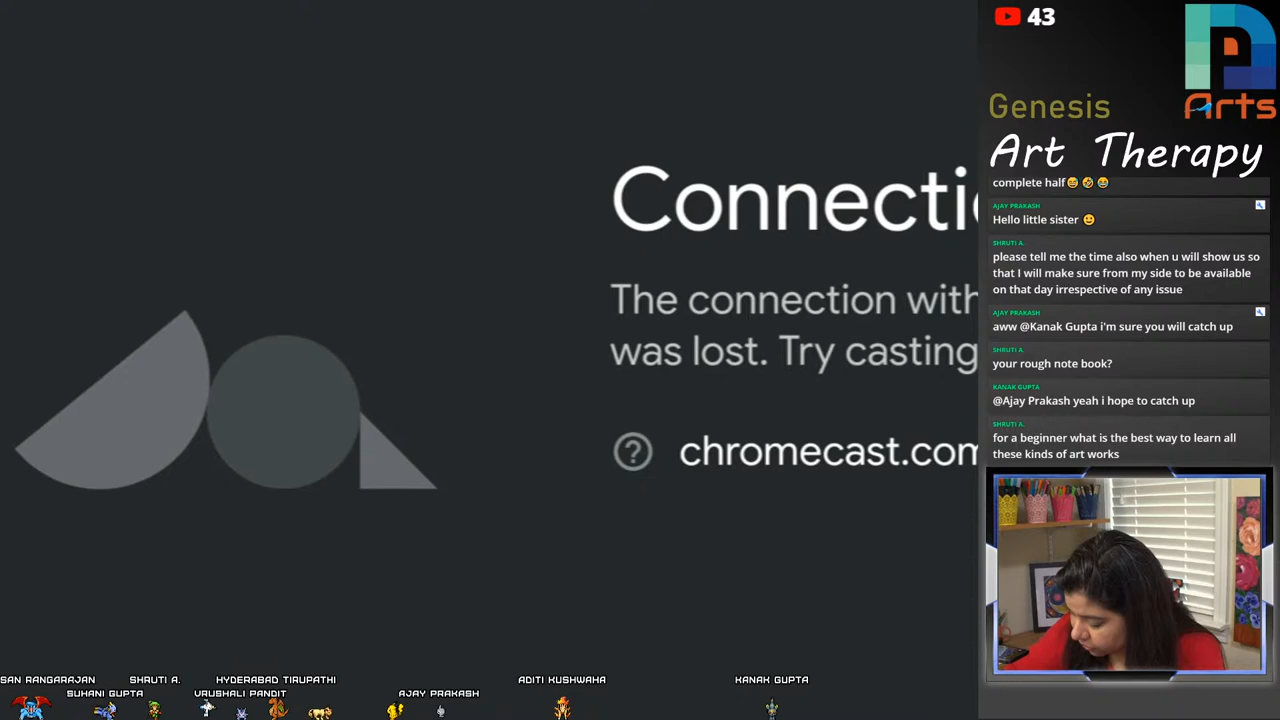 43
Genesis
Arts
Art Therapy
complete half😆🤣😂
AJAY PRAKASH
Hello little sister 😀
SHRUTI A.
please tell me the time also when u will show us so
that I will make sure from my side to be available
on that day irrespective of any issue
AJAY PRAKASH
aww @Kanak Gupta i'm sure you will catch up
SHRUTI A.
your rough note book?
KANAK GUPTA
@Ajay Prakash yeah i hope to catch up
SHRUTI A.
for a beginner what is the best way to learn all
these kinds of art works
Connectio
The connection with
was lost. Try casting
chromecast.com
SAN RANGARAJAN
SHRUTI A.
HYDERABAD TIRUPATHI
ADITI KUSHWAHA
KANAK GUPTA
SUHANI GUPTA
VRUSHALI PANDIT
AJAY PRAKASH